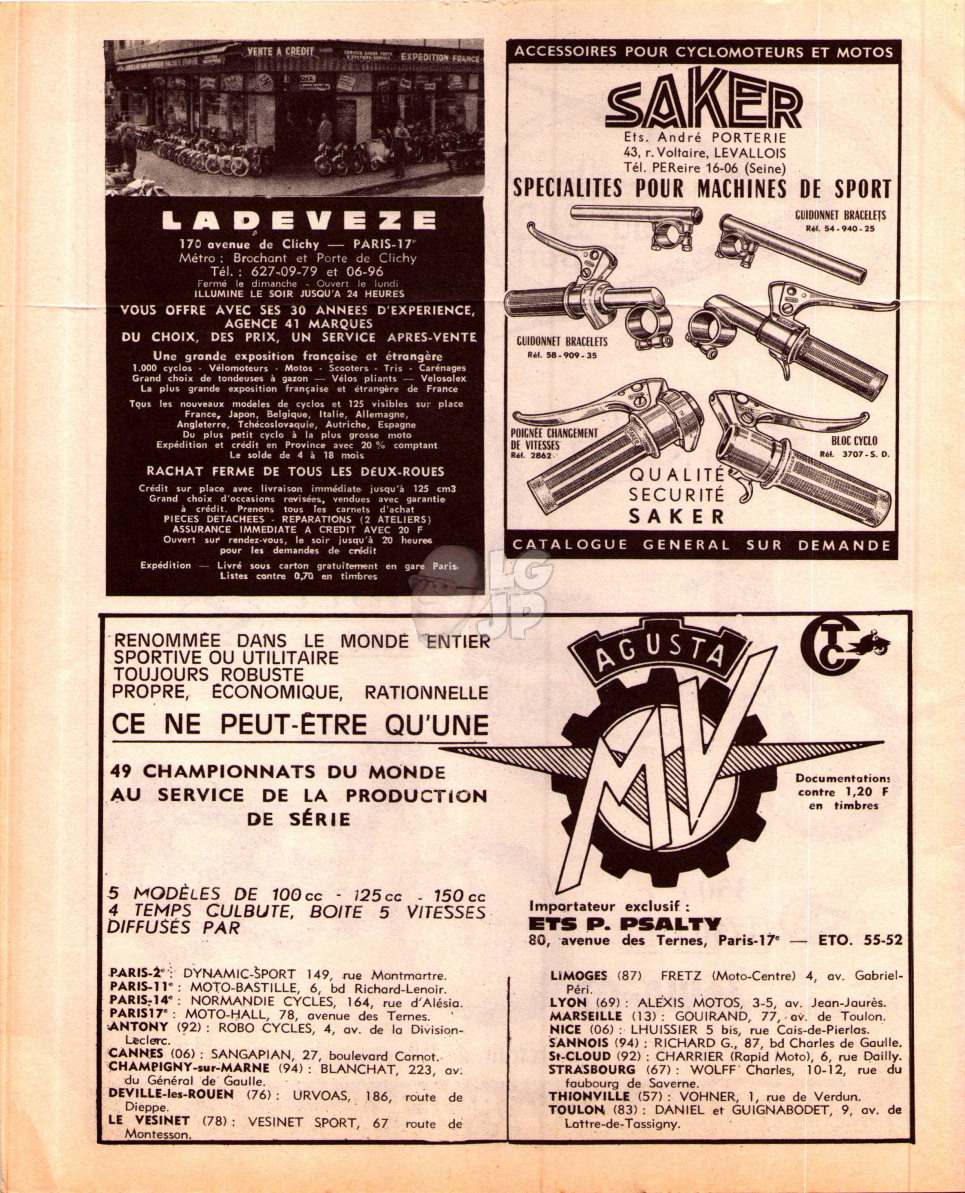 VENTE A CREDIT
EXPEDITION-FRANCE
LADEVEZE
170 avenue de Clichy — PARIS-17e
Métro : Brochant et Porte de Clichy
Tél. : 627-09-79 et 06-96
Fermé le dimanche - Ouvert le lundi
ILLUMINE LE SOIR JUSQU'A 24 HEURES
VOUS OFFRE AVEC SES 30 ANNEES D'EXPERIENCE,
AGENCE 41 MARQUES
DU CHOIX, DES PRIX, UN SERVICE APRES-VENTE
Une grande exposition française et étrangère
1.000 cyclos - Vélomoteurs - Motos - Scooters - Tris - Carénages
Grand choix de tondeuses à gazon — Vélos pliants — Velosolex
La plus grande exposition française et étrangère de France
Tous les nouveaux modèles de cyclos et 125 visibles sur place
France, Japon, Belgique, Italie, Allemagne,
Angleterre, Tchécoslovaquie, Autriche, Espagne
Du plus petit cyclo à la plus grosse moto
Expédition et crédit en Province avec 20 % comptant
Le solde de 4 à 18 mois
RACHAT FERME DE TOUS LES DEUX-ROUES
Crédit sur place avec livraison immédiate jusqu'à 125 cm3
Grand choix d'occasions revisées, vendues avec garantie
à crédit. Prenons tous les carnets d'achat
PIECES DETACHEES - REPARATIONS (2 ATELIERS)
ASSURANCE IMMEDIATE A CREDIT AVEC 20 F
Ouvert sur rendez-vous, le soir jusqu'à 20 heures
pour les demandes de crédit
Expédition — Livré sous carton gratuitement en gare Paris
Listes contre 0,70 en timbres
ACCESSOIRES POUR CYCLOMOTEURS ET MOTOS
SAKER
Ets. André PORTERIE
43, r. Voltaire, LEVALLOIS
Tél. PEReire 16-06 (Seine)
SPECIALITES POUR MACHINES DE SPORT
GUIDONNET BRACELETS
Réf. 54-940-25
GUIDONNET BRACELETS
Réf. 58-909-35
POIGNÉE CHANGEMENT
DE VITESSES
Réf. 2862
BLOC CYCLO
Réf. 3707-S. D.
QUALITÉ
SECURITÉ
SAKER
CATALOGUE GENERAL SUR DEMANDE
LG
JP
RENOMMÉE DANS LE MONDE ENTIER
SPORTIVE OU UTILITAIRE
TOUJOURS ROBUSTE
PROPRE, ÉCONOMIQUE, RATIONNELLE
CE NE PEUT-ÊTRE QU'UNE
AGUSTA
MV
TCC
49 CHAMPIONNATS DU MONDE
AU SERVICE DE LA PRODUCTION
DE SÉRIE
Documentations
contre 1,20 F
en timbres
5 MODÈLES DE 100 cc - 125 cc - 150 cc
4 TEMPS CULBUTE, BOITE 5 VITESSES
DIFFUSÉS PAR
Importateur exclusif :
ETS P. PSALTY
80, avenue des Ternes, Paris-17e — ETO. 55-52
PARIS-2e : DYNAMIC-SPORT 149, rue Montmartre.
PARIS-11e : MOTO-BASTILLE, 6, bd Richard-Lenoir.
PARIS-14e : NORMANDIE CYCLES, 164, rue d'Alésia.
PARIS17e : MOTO-HALL, 78, avenue des Ternes.
ANTONY (92) : ROBO CYCLES, 4, av. de la Division-
Leclerc.
CANNES (06) : SANGAPIAN, 27, boulevard Carnot.
CHAMPIGNY-sur-MARNE (94) : BLANCHAT, 223, av.
du Général de Gaulle.
DEVILLE-les-ROUEN (76) : URVOAS, 186, route de
Dieppe.
LE VESINET (78) : VESINET SPORT, 67 route de
Montesson.
LIMOGES (87) FRETZ (Moto-Centre) 4, av. Gabriel-
Péri.
LYON (69) : ALEXIS MOTOS, 3-5, av. Jean-Jaurès.
MARSEILLE (13) : GOUIRAND, 77, av. de Toulon.
NICE (06) : LHUISSIER 5 bis, rue Cais-de-Pierlas.
SANNOIS (94) : RICHARD G., 87, bd Charles de Gaulle.
St-CLOUD (92) : CHARRIER (Rapid Moto), 6, rue Dailly.
STRASBOURG (67) : WOLFF Charles, 10-12, rue du
faubourg de Saverne.
THIONVILLE (57) : VOHNER, 1, rue de Verdun.
TOULON (83) : DANIEL et GUIGNABODET, 9, av. de
Lattre-de-Tassigny.